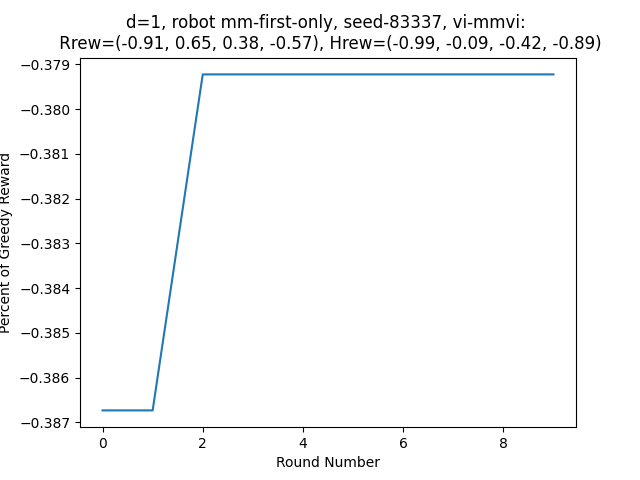 d=1, robot mm-first-only, seed-83337, vi-mmvi:
Rrew=(-0.91, 0.65, 0.38, -0.57), Hrew=(-0.99, -0.09, -0.42, -0.89)
−0.379
−0.380
−0.381
−0.382
−0.383
−0.384
−0.385
−0.386
−0.387
Percent of Greedy Reward
0 2 4 6 8
Round Number